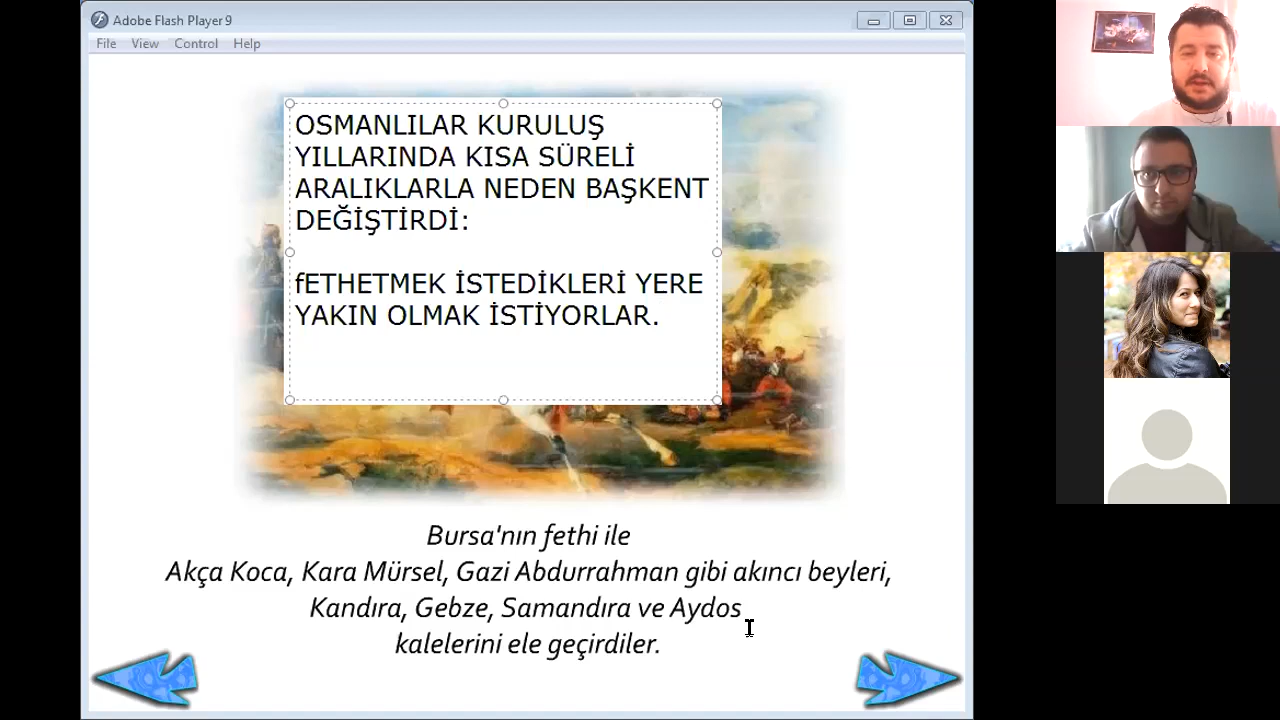 Adobe Flash Player 9
File View Control Help
OSMANLILAR KURULUŞ
YILLARINDA KISA SÜRELİ
ARALIKLARLA NEDEN BAŞKENT
DEĞİŞTİRDİ:
fETHETMEK İSTEDİKLERİ YERE
YAKIN OLMAK İSTİYORLAR.
Bursa'nın fethi ile
Akça Koca, Kara Mürsel, Gazi Abdurrahman gibi akıncı beyleri,
Kandıra, Gebze, Samandıra ve Aydos
kalelerini ele geçirdiler.